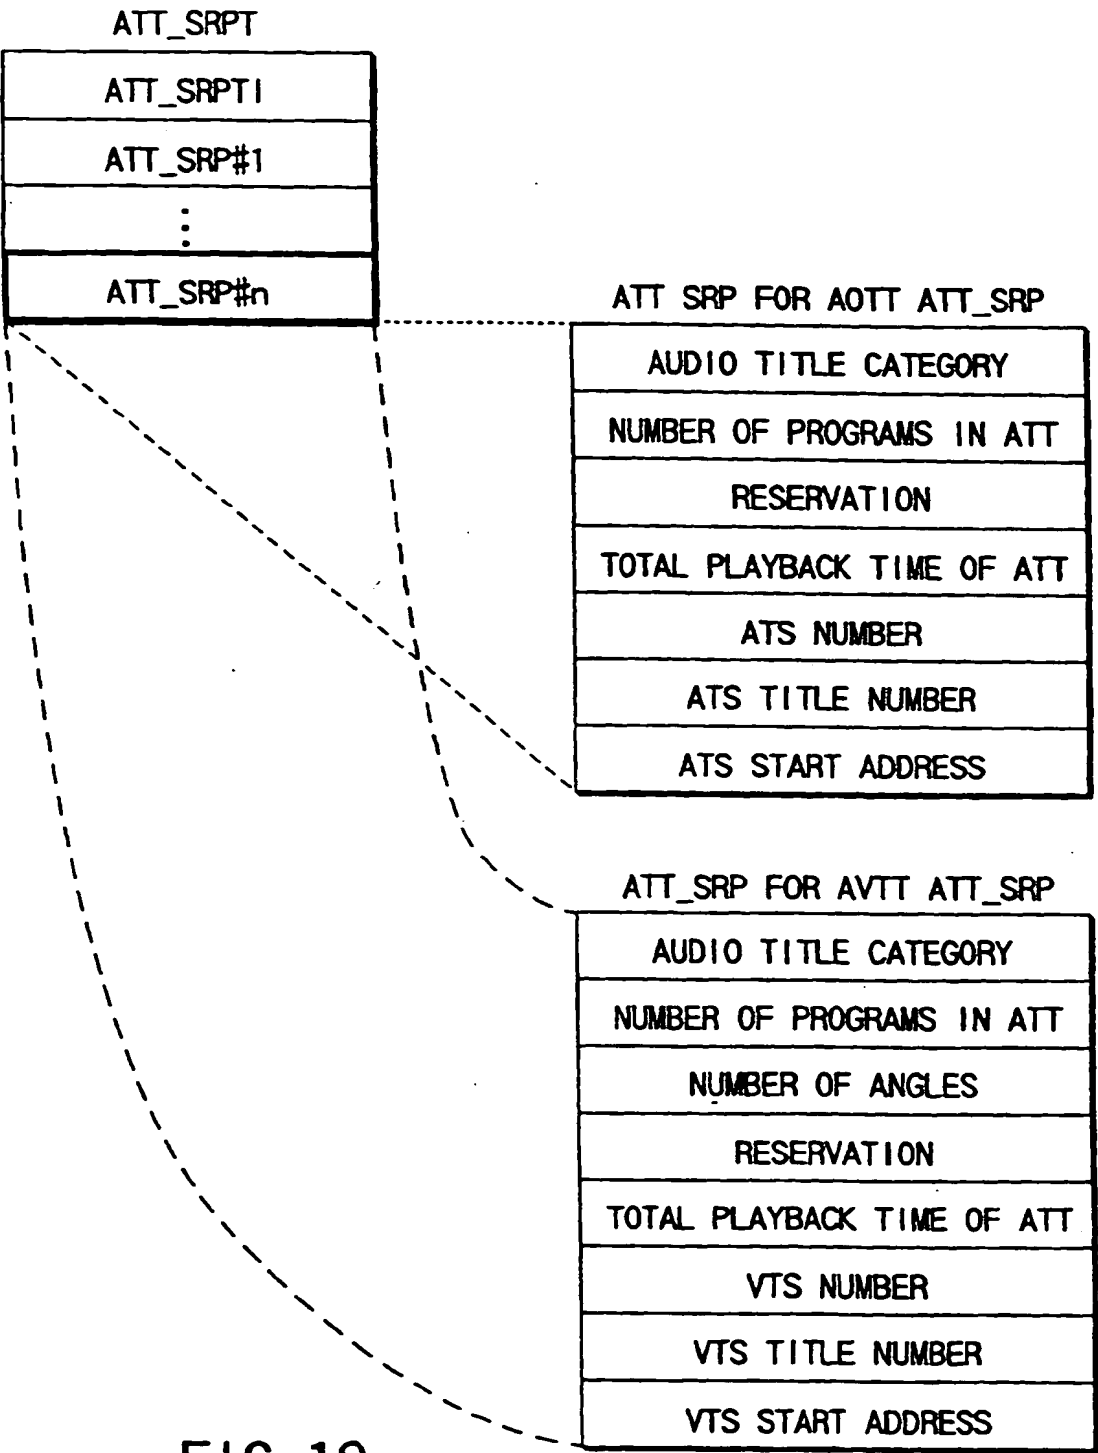 ATT_SRPT
ATT_SRPTI
ATT_SRP#1
⋮
ATT_SRP#n
ATT SRP FOR AOTT ATT_SRP
AUDIO TITLE CATEGORY
NUMBER OF PROGRAMS IN ATT
RESERVATION
TOTAL PLAYBACK TIME OF ATT
ATS NUMBER
ATS TITLE NUMBER
ATS START ADDRESS
ATT_SRP FOR AVTT ATT_SRP
AUDIO TITLE CATEGORY
NUMBER OF PROGRAMS IN ATT
NUMBER OF ANGLES
RESERVATION
TOTAL PLAYBACK TIME OF ATT
VTS NUMBER
VTS TITLE NUMBER
VTS START ADDRESS